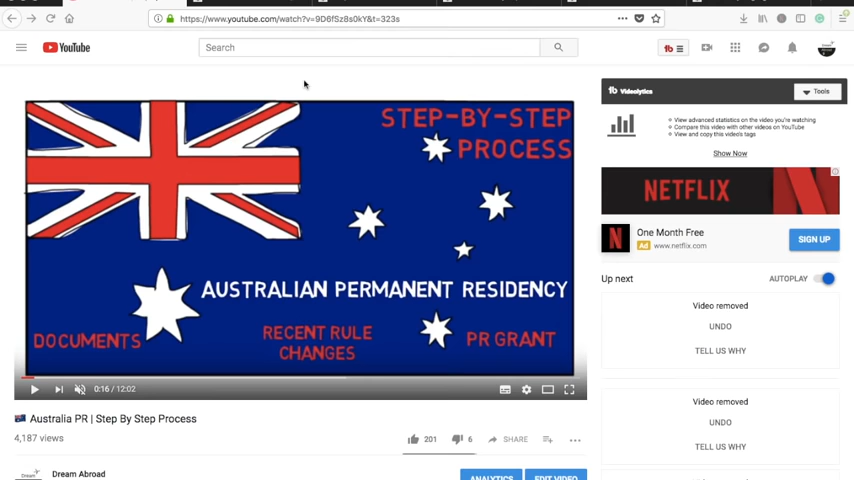 https://www.youtube.com/watch?v=9D6fSz8s0kY&t=323s
YouTube
Search
STEP-BY-STEP
PROCESS
AUSTRALIAN PERMANENT RESIDENCY
DOCUMENTS
RECENT RULE
CHANGES
PR GRANT
0:16 / 12:02
Australia PR | Step By Step Process
4,187 views
201
6
SHARE
Dream Abroad
ANALYTICS
EDIT VIDEO
Videolytics
Tools
View advanced statistics on the video you're watching
Compare this video with other videos on YouTube
View and copy this video's tags
Show Now
NETFLIX
One Month Free
Ad www.netflix.com
SIGN UP
Up next
AUTOPLAY
Video removed
UNDO
TELL US WHY
Video removed
UNDO
TELL US WHY